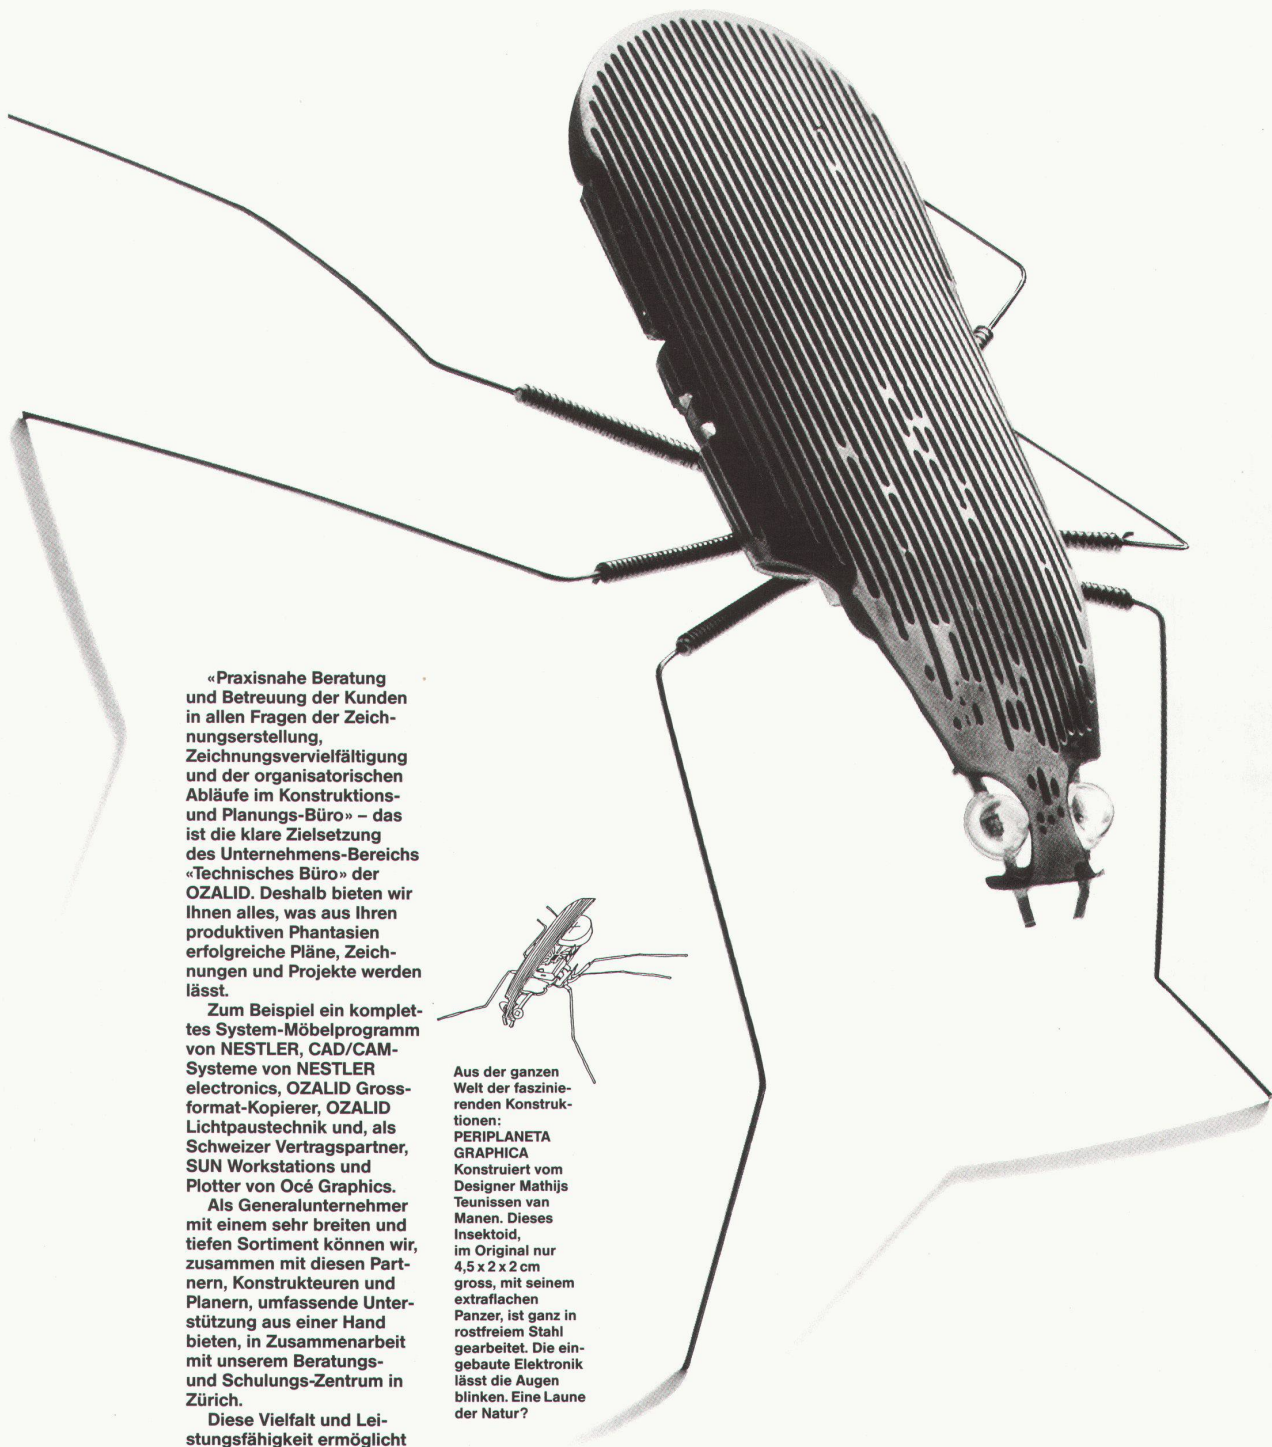 «Praxisnahe Beratung
und Betreuung der Kunden
in allen Fragen der Zeich-
nungserstellung,
Zeichnungsvervielfältigung
und der organisatorischen
Abläufe im Konstruktions-
und Planungs-Büro» – das
ist die klare Zielsetzung
des Unternehmens-Bereichs
«Technisches Büro» der
OZALID. Deshalb bieten wir
Ihnen alles, was aus Ihren
produktiven Phantasien
erfolgreiche Pläne, Zeich-
nungen und Projekte werden
lässt.
Zum Beispiel ein komplet-
tes System-Möbelprogramm
von NESTLER, CAD/CAM-
Systeme von NESTLER
electronics, OZALID Gross-
format-Kopierer, OZALID
Lichtpaustechnik und, als
Schweizer Vertragspartner,
SUN Workstations und
Plotter von Océ Graphics.
Als Generalunternehmer
mit einem sehr breiten und
tiefen Sortiment können wir,
zusammen mit diesen Part-
nern, Konstrukteuren und
Planern, umfassende Unter-
stützung aus einer Hand
bieten, in Zusammenarbeit
mit unserem Beratungs-
und Schulungs-Zentrum in
Zürich.
Diese Vielfalt und Lei-
stungsfähigkeit ermöglicht
Aus der ganzen
Welt der faszinie-
renden Konstruk-
tionen:
PERIPLANETA
GRAPHICA
Konstruiert vom
Designer Mathijs
Teunissen van
Manen. Dieses
Insektoid,
im Original nur
4,5 x 2 x 2 cm
gross, mit seinem
extraflachen
Panzer, ist ganz in
rostfreiem Stahl
gearbeitet. Die ein-
gebaute Elektronik
lässt die Augen
blinken. Eine Laune
der Natur?